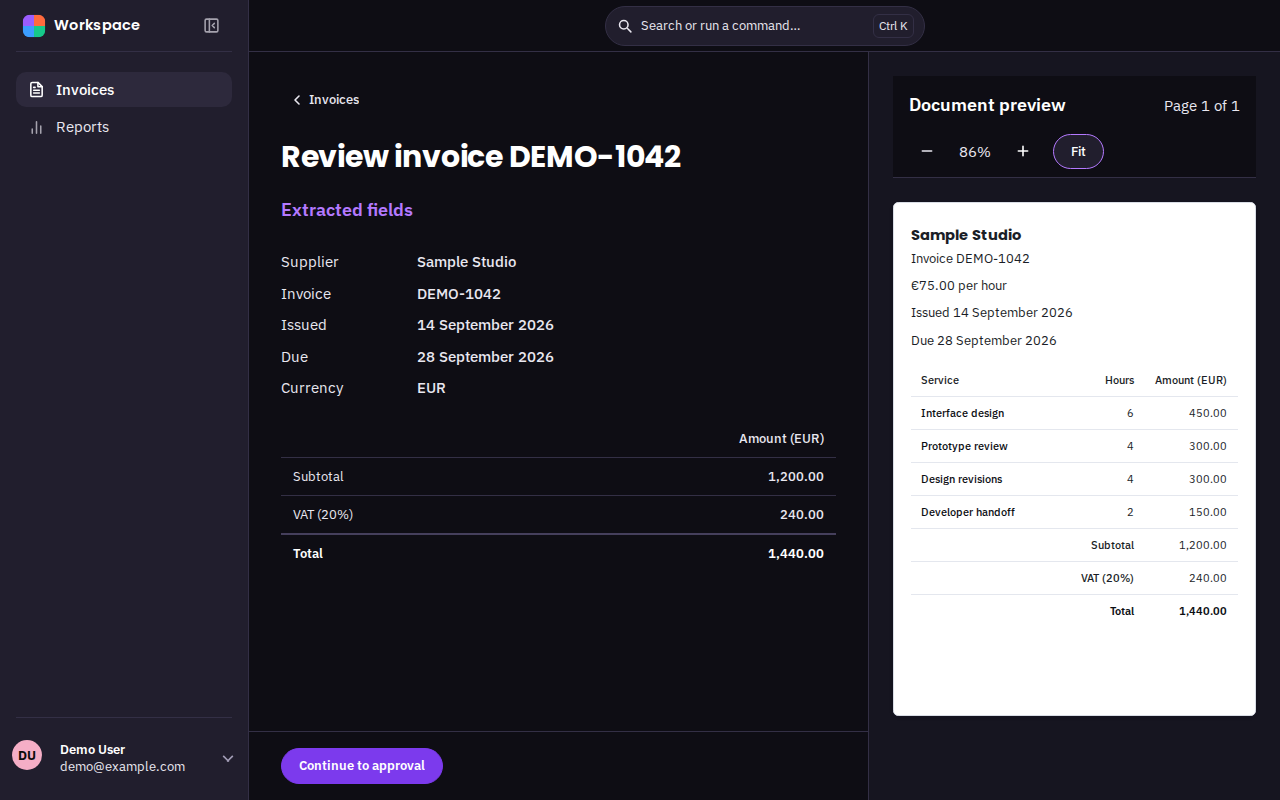 Workspace
Search or run a command...
Ctrl K
Invoices
Reports
Invoices
Review invoice DEMO-1042
Extracted fields
Supplier Sample Studio
Invoice DEMO-1042
Issued 14 September 2026
Due 28 September 2026
Currency EUR
Amount (EUR)
Subtotal 1,200.00
VAT (20%) 240.00
Total 1,440.00
Continue to approval
Document preview
Page 1 of 1
86%
Fit
Sample Studio
Invoice DEMO-1042
€75.00 per hour
Issued 14 September 2026
Due 28 September 2026
Service Hours Amount (EUR)
Interface design 6 450.00
Prototype review 4 300.00
Design revisions 4 300.00
Developer handoff 2 150.00
Subtotal 1,200.00
VAT (20%) 240.00
Total 1,440.00
DU
Demo User
demo@example.com